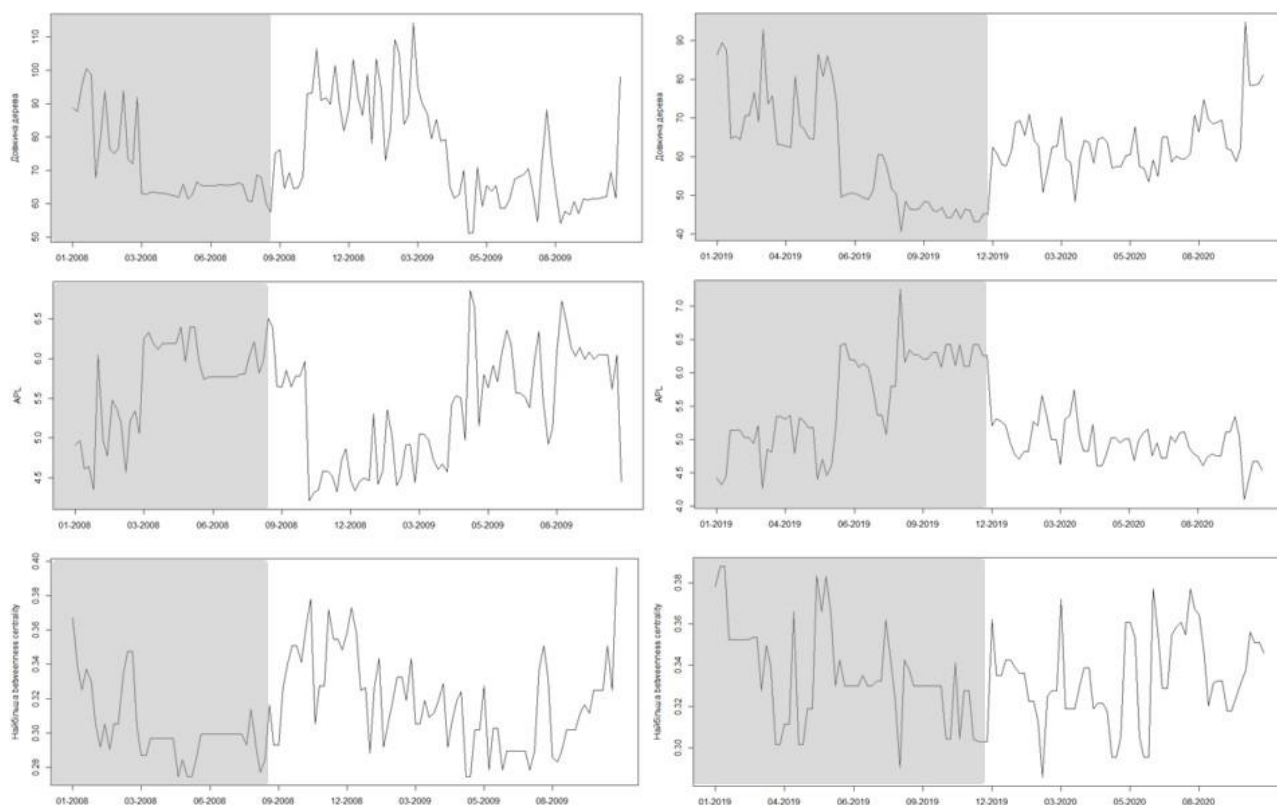 Довжина дерева
50 60 70 80 90 100 110
01-2008 03-2008 06-2008 09-2008 12-2008 03-2009 05-2009 08-2009
Довжина дерева
40 50 60 70 80 90
01-2019 04-2019 06-2019 09-2019 12-2019 03-2020 05-2020 08-2020
APL
4.5 5.0 5.5 6.0 6.5
01-2008 03-2008 06-2008 09-2008 12-2008 03-2009 05-2009 08-2009
APL
4.0 4.5 5.0 5.5 6.0 6.5 7.0
01-2019 04-2019 06-2019 09-2019 12-2019 03-2020 05-2020 08-2020
Найбільша betweenness centrality
0.26 0.28 0.30 0.32 0.34 0.36 0.38 0.40
01-2008 03-2008 06-2008 09-2008 12-2008 03-2009 05-2009 08-2009
Найбільша betweenness centrality
0.30 0.32 0.34 0.36 0.38
01-2019 04-2019 06-2019 09-2019 12-2019 03-2020 05-2020 08-2020